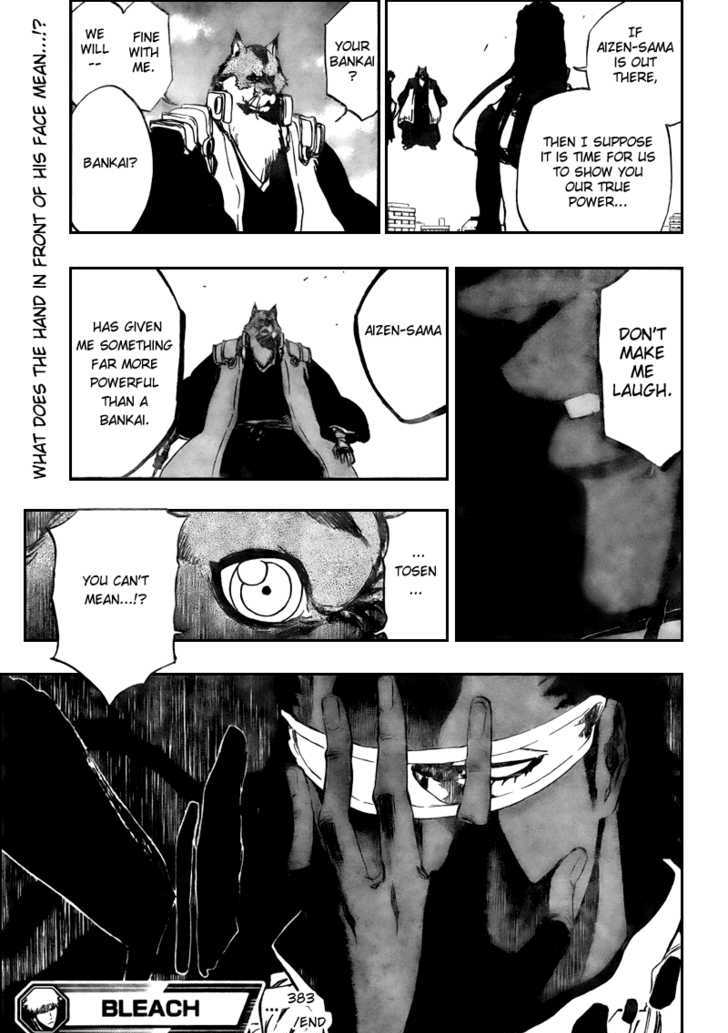 IF
AIZEN-SAMA
IS OUT
THERE,
THEN I SUPPOSE
IT IS TIME FOR US
TO SHOW YOU
OUR TRUE
POWER...
YOUR
BANKAI
?
FINE
WITH
ME.
WE
WILL
--
BANKAI?
DON'T
MAKE
ME
LAUGH.
AIZEN-SAMA
HAS GIVEN
ME SOMETHING
FAR MORE
POWERFUL
THAN A
BANKAI.
...
TOSEN
...
YOU CAN'T
MEAN...!?
WHAT DOES THE HAND IN FRONT OF HIS FACE MEAN...!?
BLEACH
...
383
/END